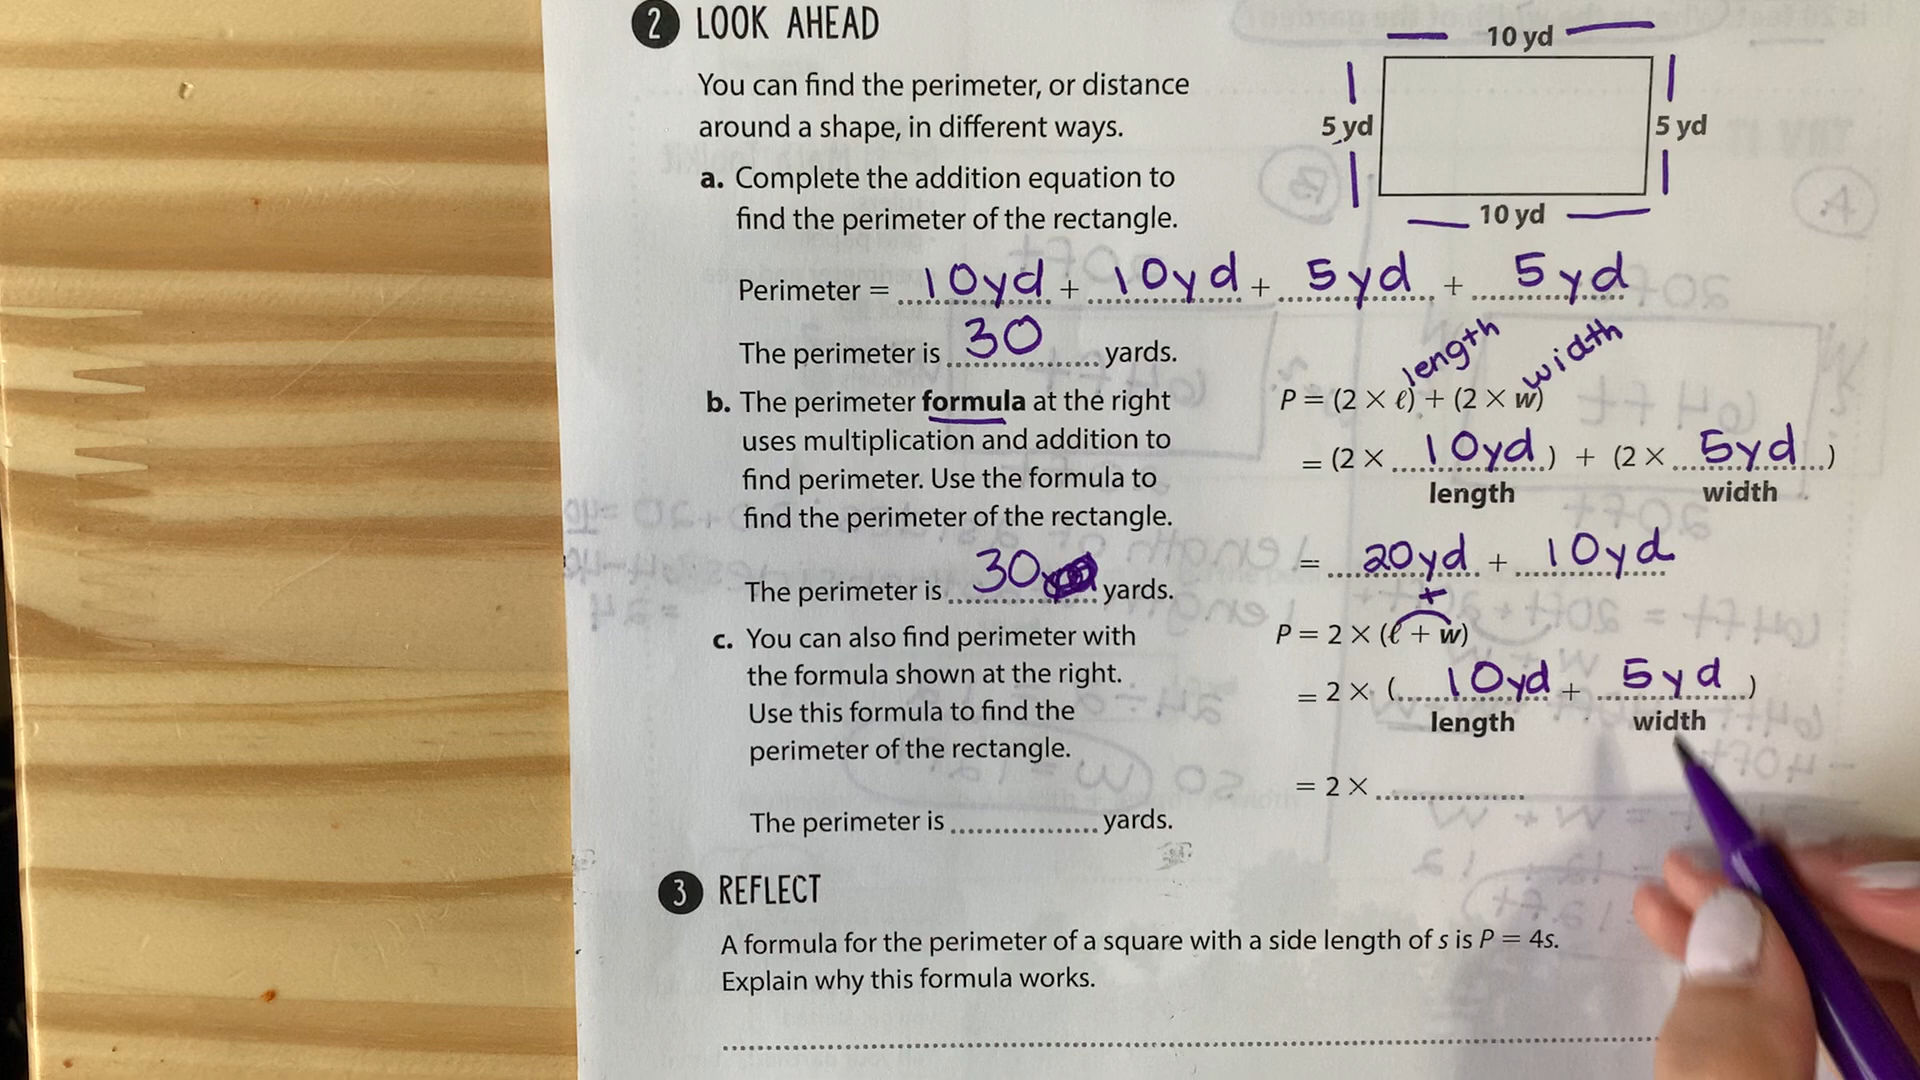 2 LOOK AHEAD
You can find the perimeter, or distance
around a shape, in different ways.
10 yd
5 yd
5 yd
10 yd
a. Complete the addition equation to
find the perimeter of the rectangle.
Perimeter = 10yd + 10yd + 5yd + 5yd
The perimeter is 30 yards.
b. The perimeter formula at the right
uses multiplication and addition to
find perimeter. Use the formula to
find the perimeter of the rectangle.
The perimeter is 30 yards.
length width
P = (2 × ℓ) + (2 × w)
= (2 × 10yd) + (2 × 5yd)
length width
= 20yd + 10yd
c. You can also find perimeter with
the formula shown at the right.
Use this formula to find the
perimeter of the rectangle.
The perimeter is yards.
+
P = 2 × (ℓ + w)
= 2 × (10yd + 5yd)
length width
= 2 ×
3 REFLECT
A formula for the perimeter of a square with a side length of s is P = 4s.
Explain why this formula works.